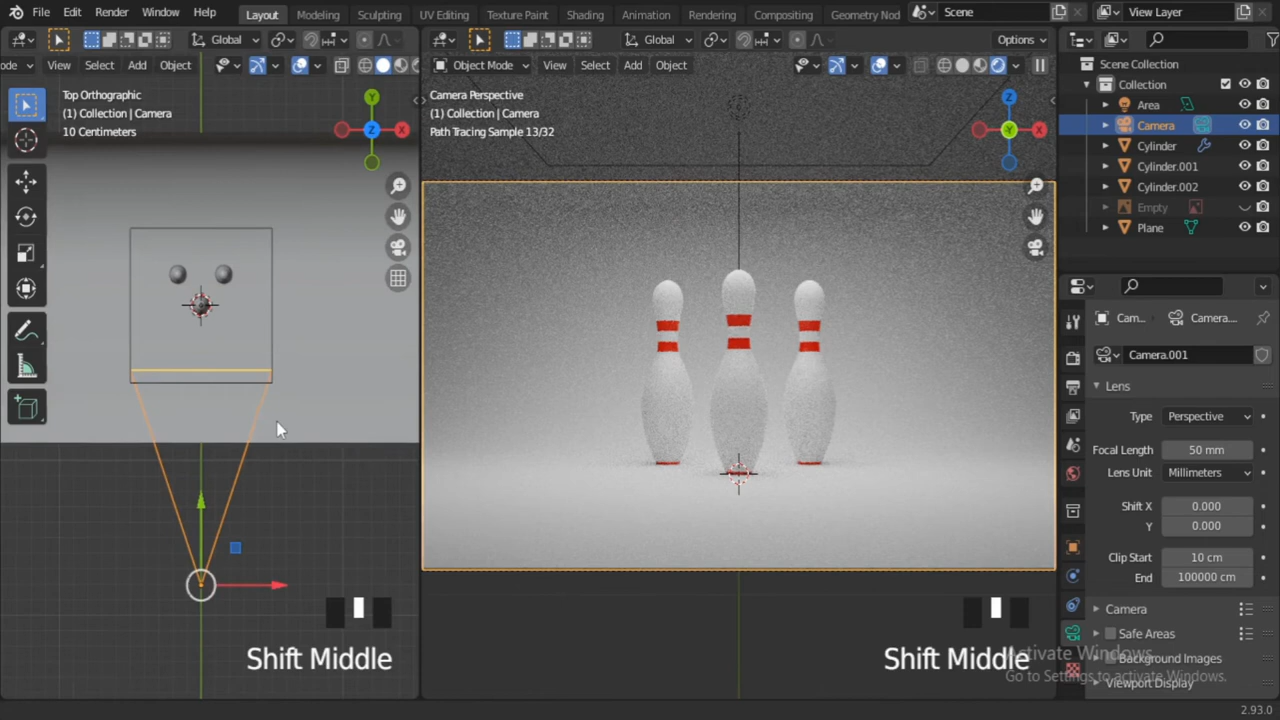 File Edit Render Window Help Layout Modeling Sculpting UV Editing Texture Paint Shading Animation Rendering Compositing Geometry Nod Scene View Layer
Global Global Options
ode View Select Add Object Object Mode View Select Add Object
Top Orthographic
(1) Collection | Camera
10 Centimeters
Y
X
Z
Camera Perspective
(1) Collection | Camera
Path Tracing Sample 13/32
Z
Y
X
Scene Collection
Collection
Area
Camera
Cylinder
Cylinder.001
Cylinder.002
Empty
Plane
Cam... Camera....
Camera.001
Lens
Type Perspective
Focal Length 50 mm
Lens Unit Millimeters
Shift X 0.000
Y 0.000
Clip Start 10 cm
End 100000 cm
Camera
Safe Areas
Background Images
Viewport Display
Shift Middle
Shift Middle
Activate Windows
Go to Settings to activate Windows.
2.93.0